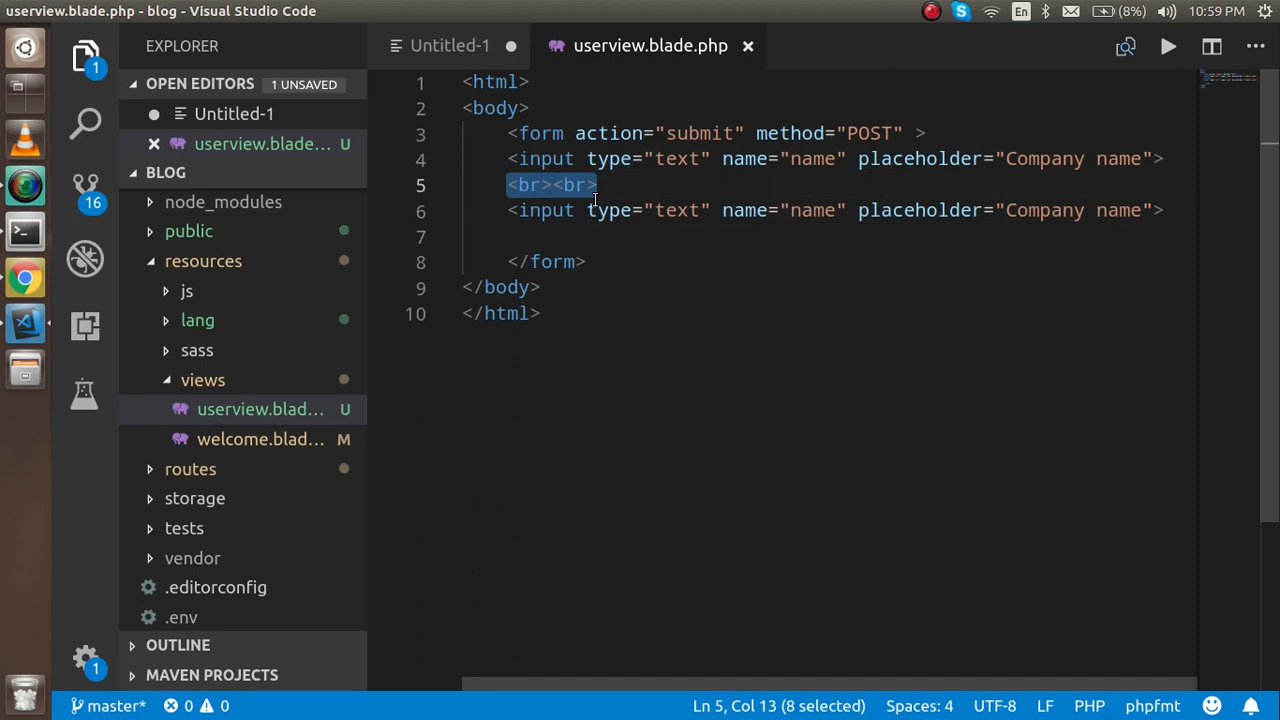 userview.blade.php - blog - Visual Studio Code
En
(8%)
10:59 PM
EXPLORER
Untitled-1
userview.blade.php
OPEN EDITORS
1 UNSAVED
Untitled-1
userview.blade... U
BLOG
node_modules
public
resources
js
lang
sass
views
userview.blad... U
welcome.blad... M
routes
storage
tests
vendor
.editorconfig
.env
OUTLINE
MAVEN PROJECTS
1
16
1
1 <html>
2 <body>
3 <form action="submit" method="POST" >
4 <input type="text" name="name" placeholder="Company name">
5 <br><br>
6 <input type="text" name="name" placeholder="Company name">
7
8 </form>
9 </body>
10 </html>
master* 0 0
Ln 5, Col 13 (8 selected)
Spaces: 4
UTF-8
LF
PHP
phpfmt